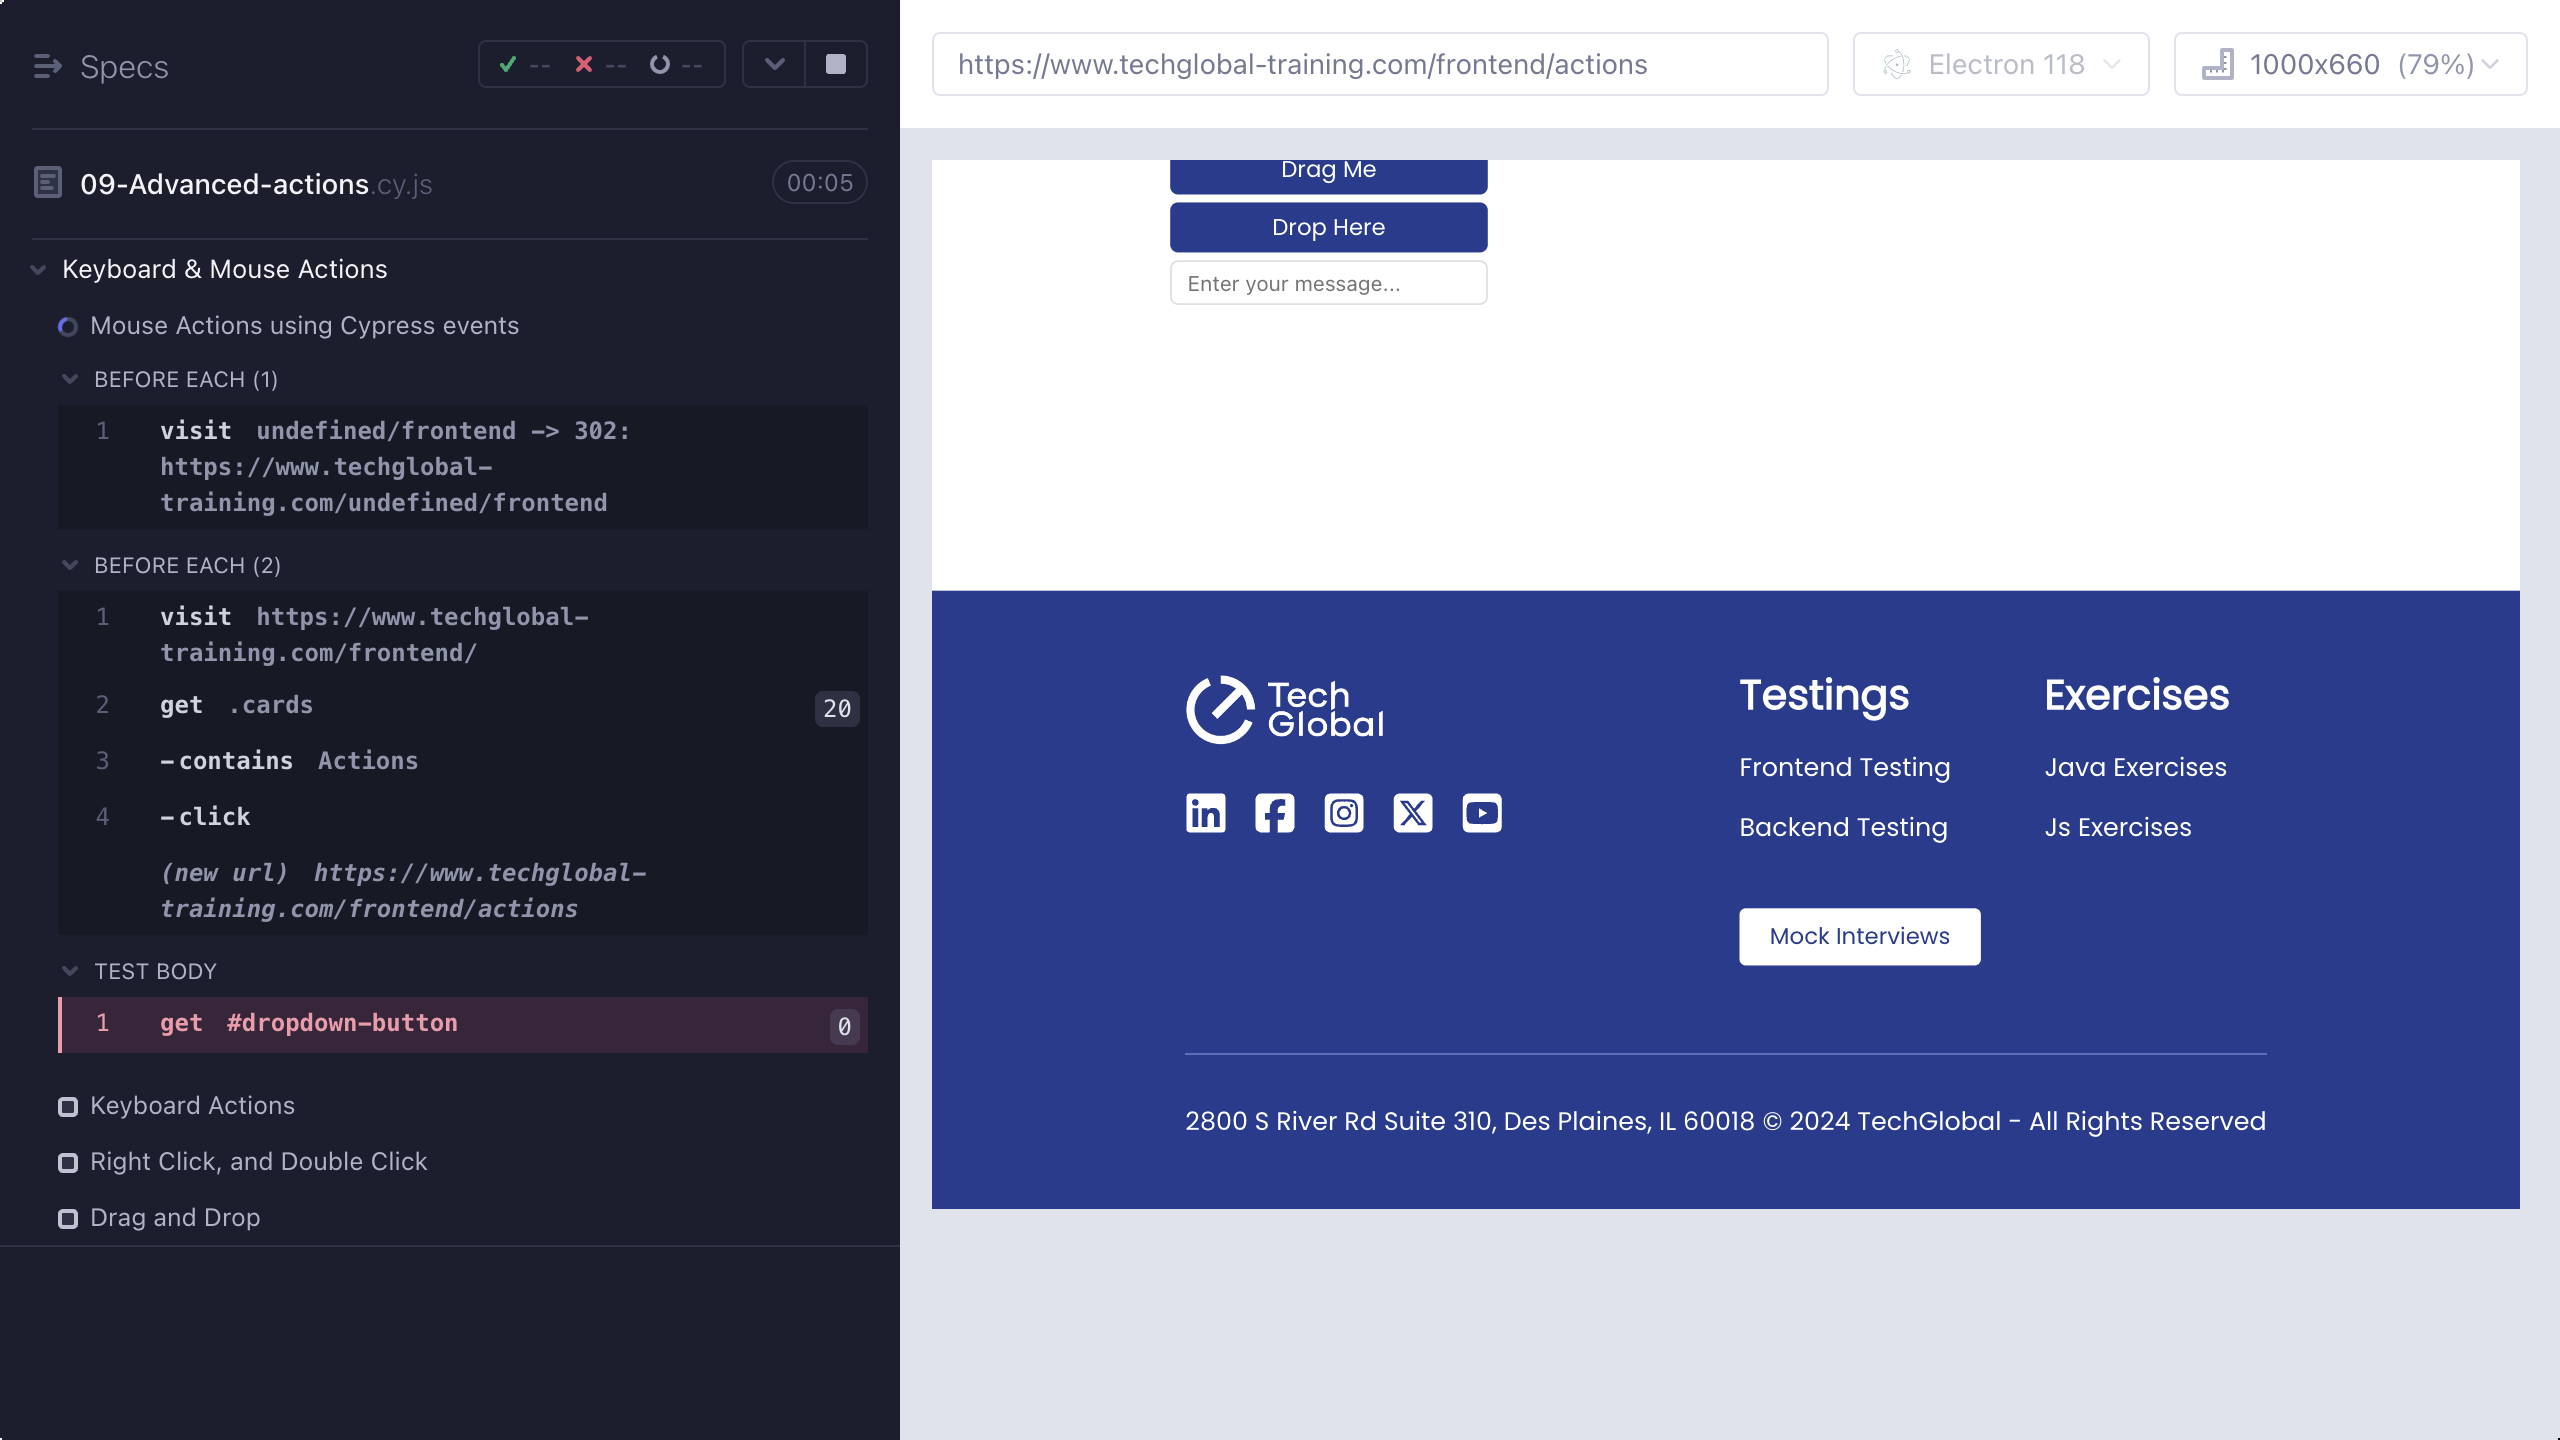 Specs
--
--
--
09-Advanced-actions.cy.js
00:05
Keyboard & Mouse Actions
Mouse Actions using Cypress events
BEFORE EACH (1)
1 visit undefined/frontend -> 302:
https://www.techglobal-
training.com/undefined/frontend
BEFORE EACH (2)
1 visit https://www.techglobal-
training.com/frontend/
2 get .cards 20
3 -contains Actions
4 -click
(new url) https://www.techglobal-
training.com/frontend/actions
TEST BODY
1 get #dropdown-button 0
Keyboard Actions
Right Click, and Double Click
Drag and Drop
https://www.techglobal-training.com/frontend/actions
Electron 118
1000x660 (79%)
Drag Me
Drop Here
Enter your message...
Tech
Global
Testings
Frontend Testing
Backend Testing
Mock Interviews
Exercises
Java Exercises
Js Exercises
2800 S River Rd Suite 310, Des Plaines, IL 60018 © 2024 TechGlobal - All Rights Reserved